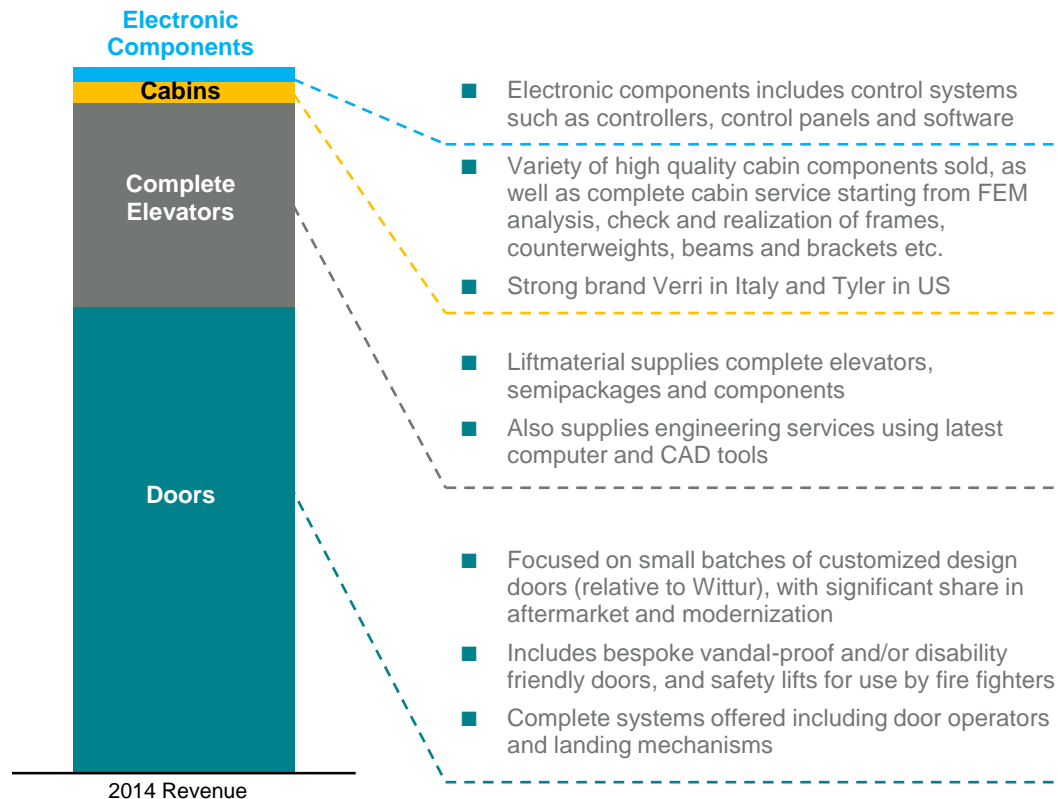 Electronic
Components
Cabins
Complete
Elevators
Doors
2014 Revenue
■ Electronic components includes control systems
such as controllers, control panels and software
■ Variety of high quality cabin components sold, as
well as complete cabin service starting from FEM
analysis, check and realization of frames,
counterweights, beams and brackets etc.
■ Strong brand Verri in Italy and Tyler in US
■ Liftmaterial supplies complete elevators,
semipackages and components
■ Also supplies engineering services using latest
computer and CAD tools
■ Focused on small batches of customized design
doors (relative to Wittur), with significant share in
aftermarket and modernization
■ Includes bespoke vandal-proof and/or disability
friendly doors, and safety lifts for use by fire fighters
■ Complete systems offered including door operators
and landing mechanisms